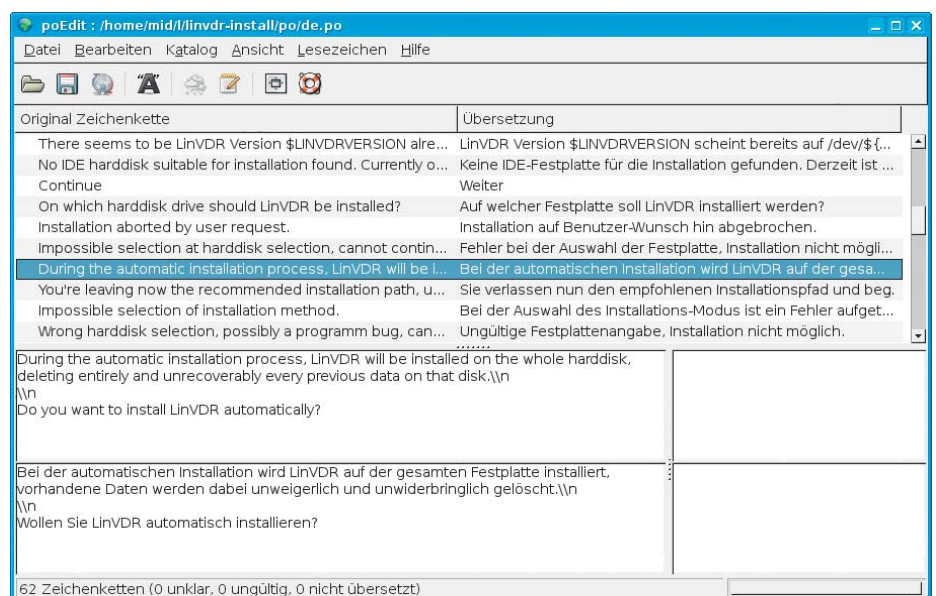 poEdit : /home/mid/l/linvdr-install/po/de.po
Datei Bearbeiten Katalog Ansicht Lesezeichen Hilfe
Original Zeichenkette Übersetzung
There seems to be LinVDR Version $LINVDRVERSION alre... LinVDR Version $LINVDRVERSION scheint bereits auf /dev/${...
No IDE harddisk suitable for installation found. Currently o... Keine IDE-Festplatte für die Installation gefunden. Derzeit ist ...
Continue Weiter
On which harddisk drive should LinVDR be installed? Auf welcher Festplatte soll LinVDR installiert werden?
Installation aborted by user request. Installation auf Benutzer-Wunsch hin abgebrochen.
Impossible selection at harddisk selection, cannot contin... Fehler bei der Auswahl der Festplatte, Installation nicht mögli...
During the automatic installation process, LinVDR will be i... Bei der automatischen Installation wird LinVDR auf der gesa...
You're leaving now the recommended installation path, u... Sie verlassen nun den empfohlenen Installationspfad und beg.
Impossible selection of installation method. Bei der Auswahl des Installations-Modus ist ein Fehler aufget...
Wrong harddisk selection, possibly a programm bug, can... Ungültige Festplattenangabe, Installation nicht möglich.
During the automatic installation process, LinVDR will be installed on the whole harddisk,
deleting entirely and unrecoverably every previous data on that disk.\\n
\\n
Do you want to install LinVDR automatically?
Bei der automatischen Installation wird LinVDR auf der gesamten Festplatte installiert,
vorhandene Daten werden dabei unweigerlich und unwiderbringlich gelöscht.\\n
\\n
Wollen Sie LinVDR automatisch installieren?
62 Zeichenketten (0 unklar, 0 ungültig, 0 nicht übersetzt)